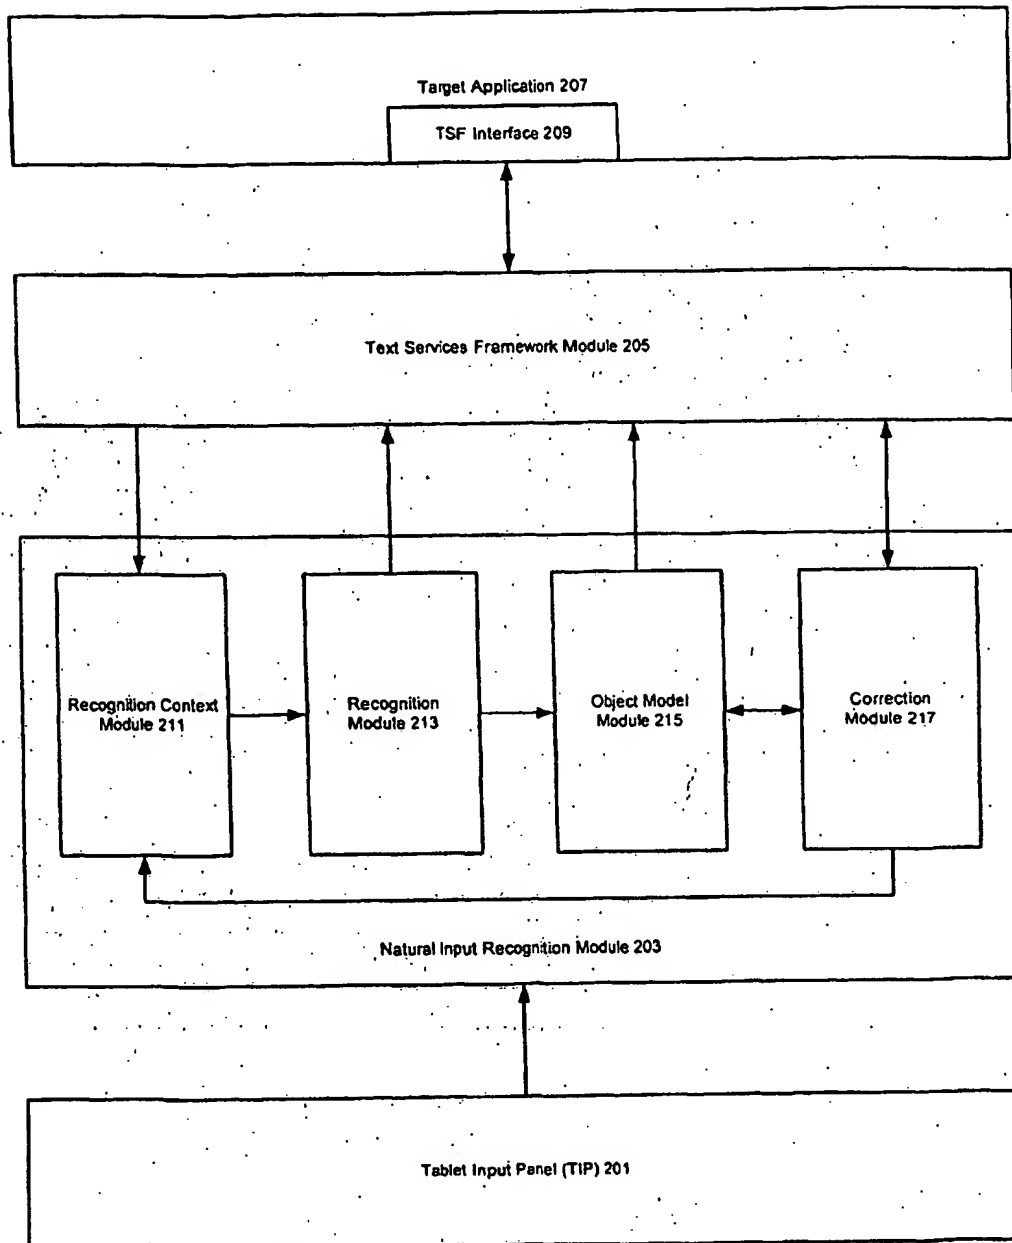 Target Application 207
TSF Interface 209
Text Services Framework Module 205
Recognition Context
Module 211
Recognition
Module 213
Object Model
Module 215
Correction
Module 217
Natural Input Recognition Module 203
Tablet Input Panel (TIP) 201